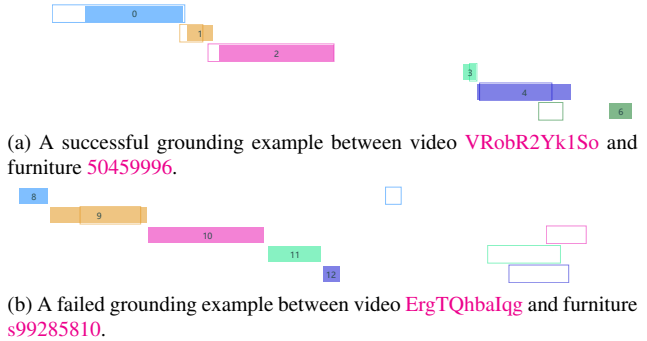 0
1
2
3
4
6
(a) A successful grounding example between video VRobR2Yk1So and
furniture 50459996.
8
9
10
11
12
(b) A failed grounding example between video ErgTQhbaIqg and furniture
s99285810.